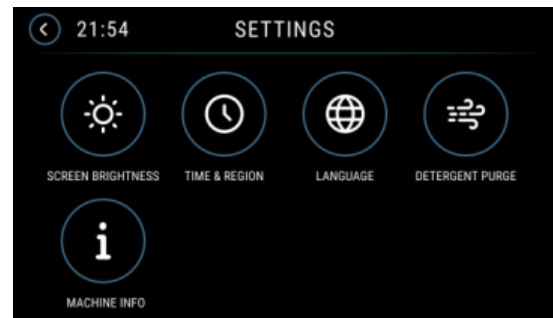 21:54 SETTINGS
SCREEN BRIGHTNESS TIME & REGION LANGUAGE DETERGENT PURGE
MACHINE INFO